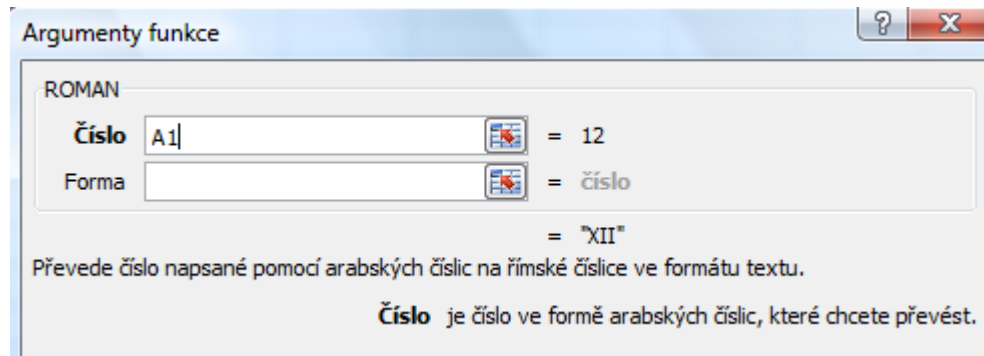 Argumenty funkce
?
X
ROMAN
Číslo A1 = 12
Forma = číslo
= "XII"
Převede číslo napsané pomocí arabských číslic na římské číslice ve formátu textu.
Číslo je číslo ve formě arabských číslic, které chcete převést.